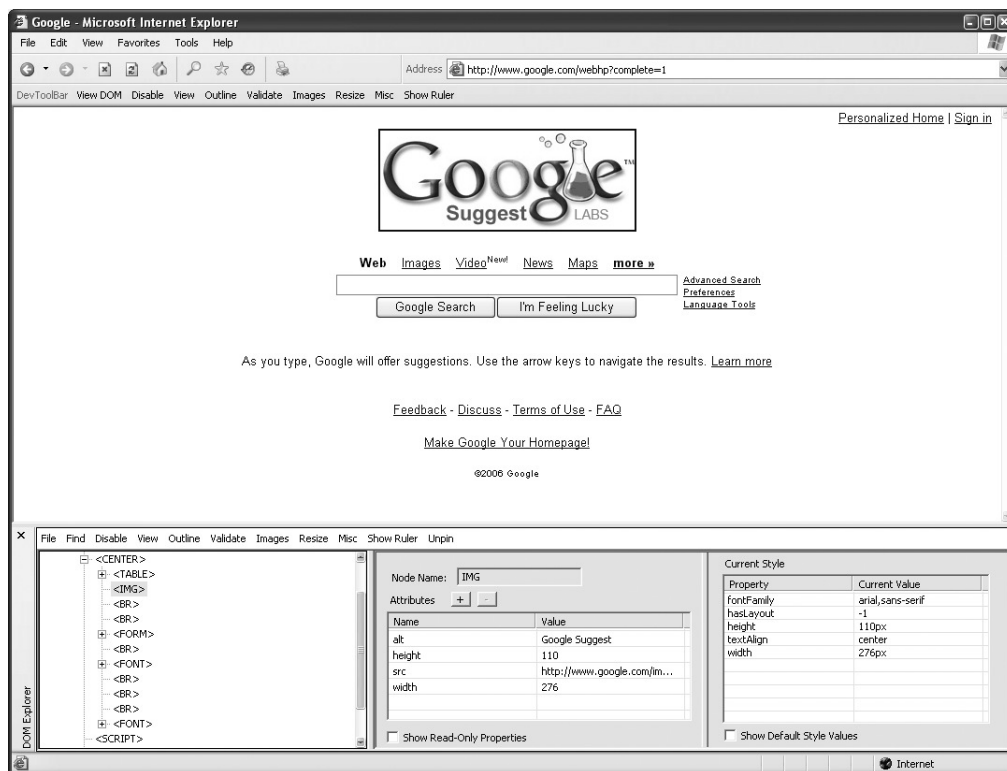 Google - Microsoft Internet Explorer
File Edit View Favorites Tools Help
Address http://www.google.com/webhp?complete=1
DevToolBar View DOM Disable View Outline Validate Images Resize Misc Show Ruler
Personalized Home | Sign in
Google™
Suggest LABS
Web Images Video New! News Maps more »
Advanced Search
Preferences
Language Tools
Google Search I'm Feeling Lucky
As you type, Google will offer suggestions. Use the arrow keys to navigate the results. Learn more
Feedback - Discuss - Terms of Use - FAQ
Make Google Your Homepage!
©2006 Google
File Find Disable View Outline Validate Images Resize Misc Show Ruler Unpin
DOM Explorer
<CENTER>
<TABLE>
<IMG>
<BR>
<BR>
<FORM>
<BR>
<FONT>
<BR>
<BR>
<BR>
<FONT>
<SCRIPT>
Node Name: IMG
Attributes + -
Name Value
alt Google Suggest
height 110
src http://www.google.com/im...
width 276
Show Read-Only Properties
Current Style
Property Current Value
fontFamily arial,sans-serif
hasLayout -1
height 110px
textAlign center
width 276px
Show Default Style Values
Internet